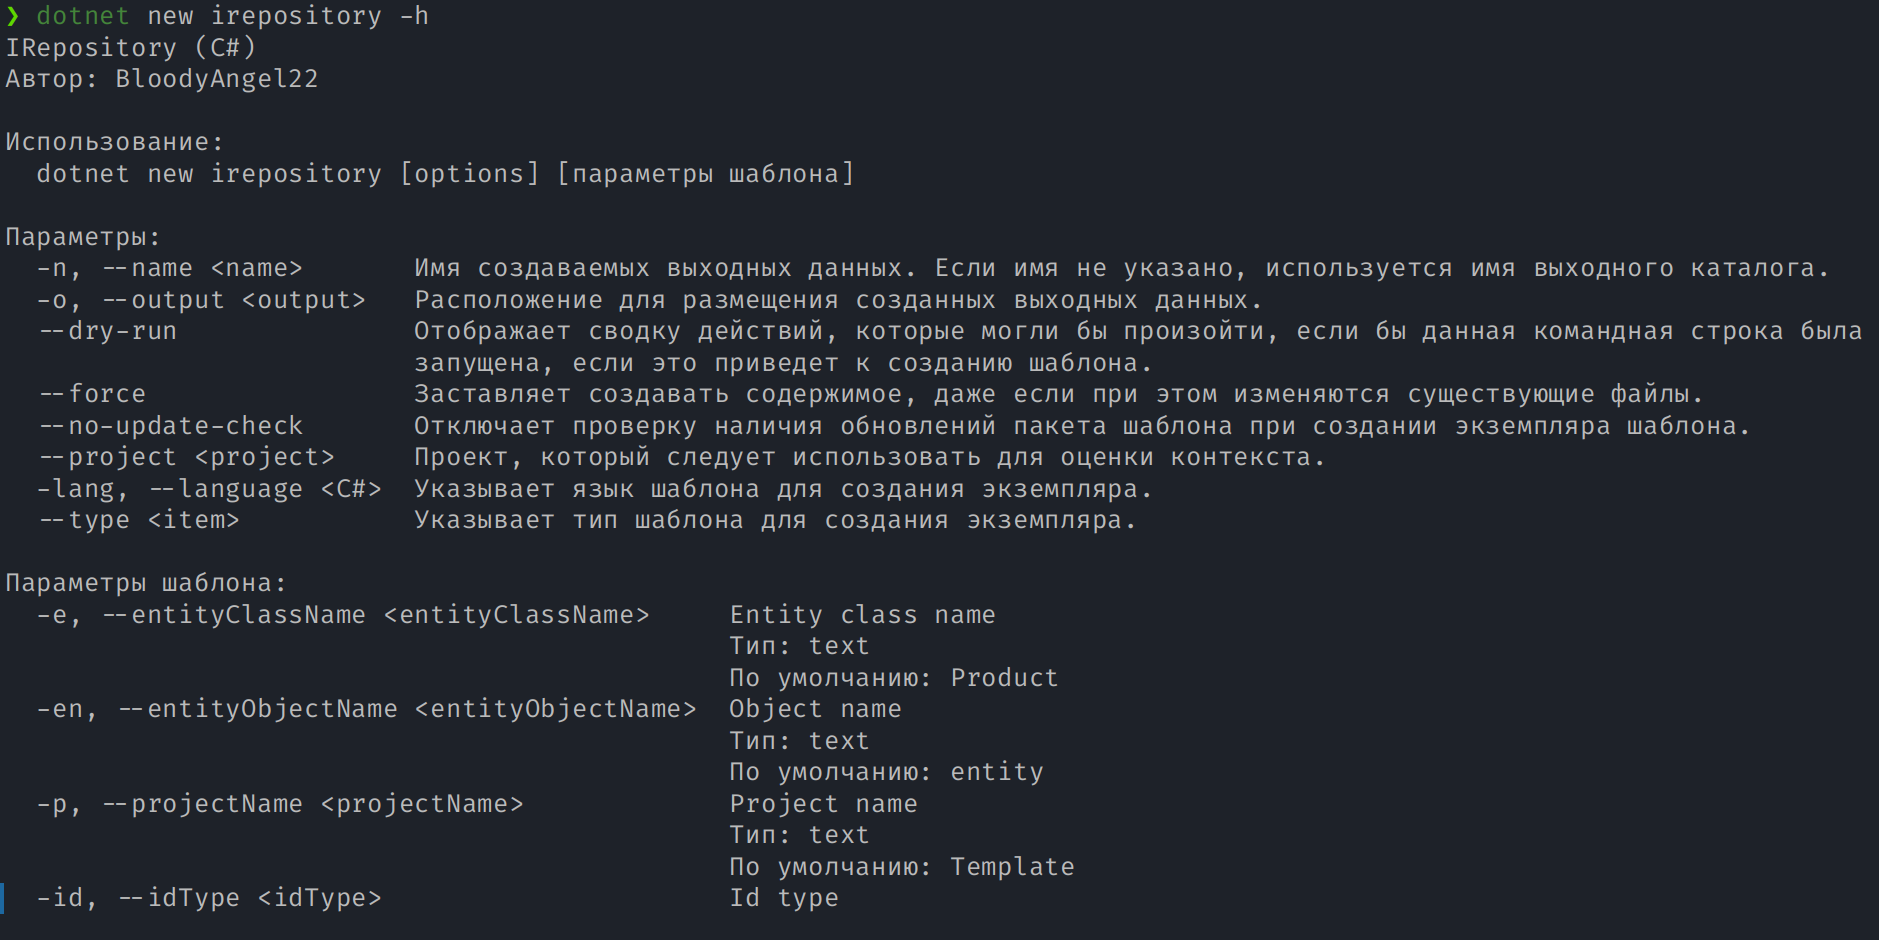 ❯ dotnet new irepository -h
IRepository (C#)
Автор: BloodyAngel22
Использование:
dotnet new irepository [options] [параметры шаблона]
Параметры:
-n, --name <name> Имя создаваемых выходных данных. Если имя не указано, используется имя выходного каталога.
-o, --output <output> Расположение для размещения созданных выходных данных.
--dry-run Отображает сводку действий, которые могли бы произойти, если бы данная командная строка была
запущена, если это приведет к созданию шаблона.
--force Заставляет создавать содержимое, даже если при этом изменяются существующие файлы.
--no-update-check Отключает проверку наличия обновлений пакета шаблона при создании экземпляра шаблона.
--project <project> Проект, который следует использовать для оценки контекста.
-lang, --language <C#> Указывает язык шаблона для создания экземпляра.
--type <item> Указывает тип шаблона для создания экземпляра.
Параметры шаблона:
-e, --entityClassName <entityClassName> Entity class name
Тип: text
По умолчанию: Product
-en, --entityObjectName <entityObjectName> Object name
Тип: text
По умолчанию: entity
-p, --projectName <projectName> Project name
Тип: text
По умолчанию: Template
-id, --idType <idType> Id type